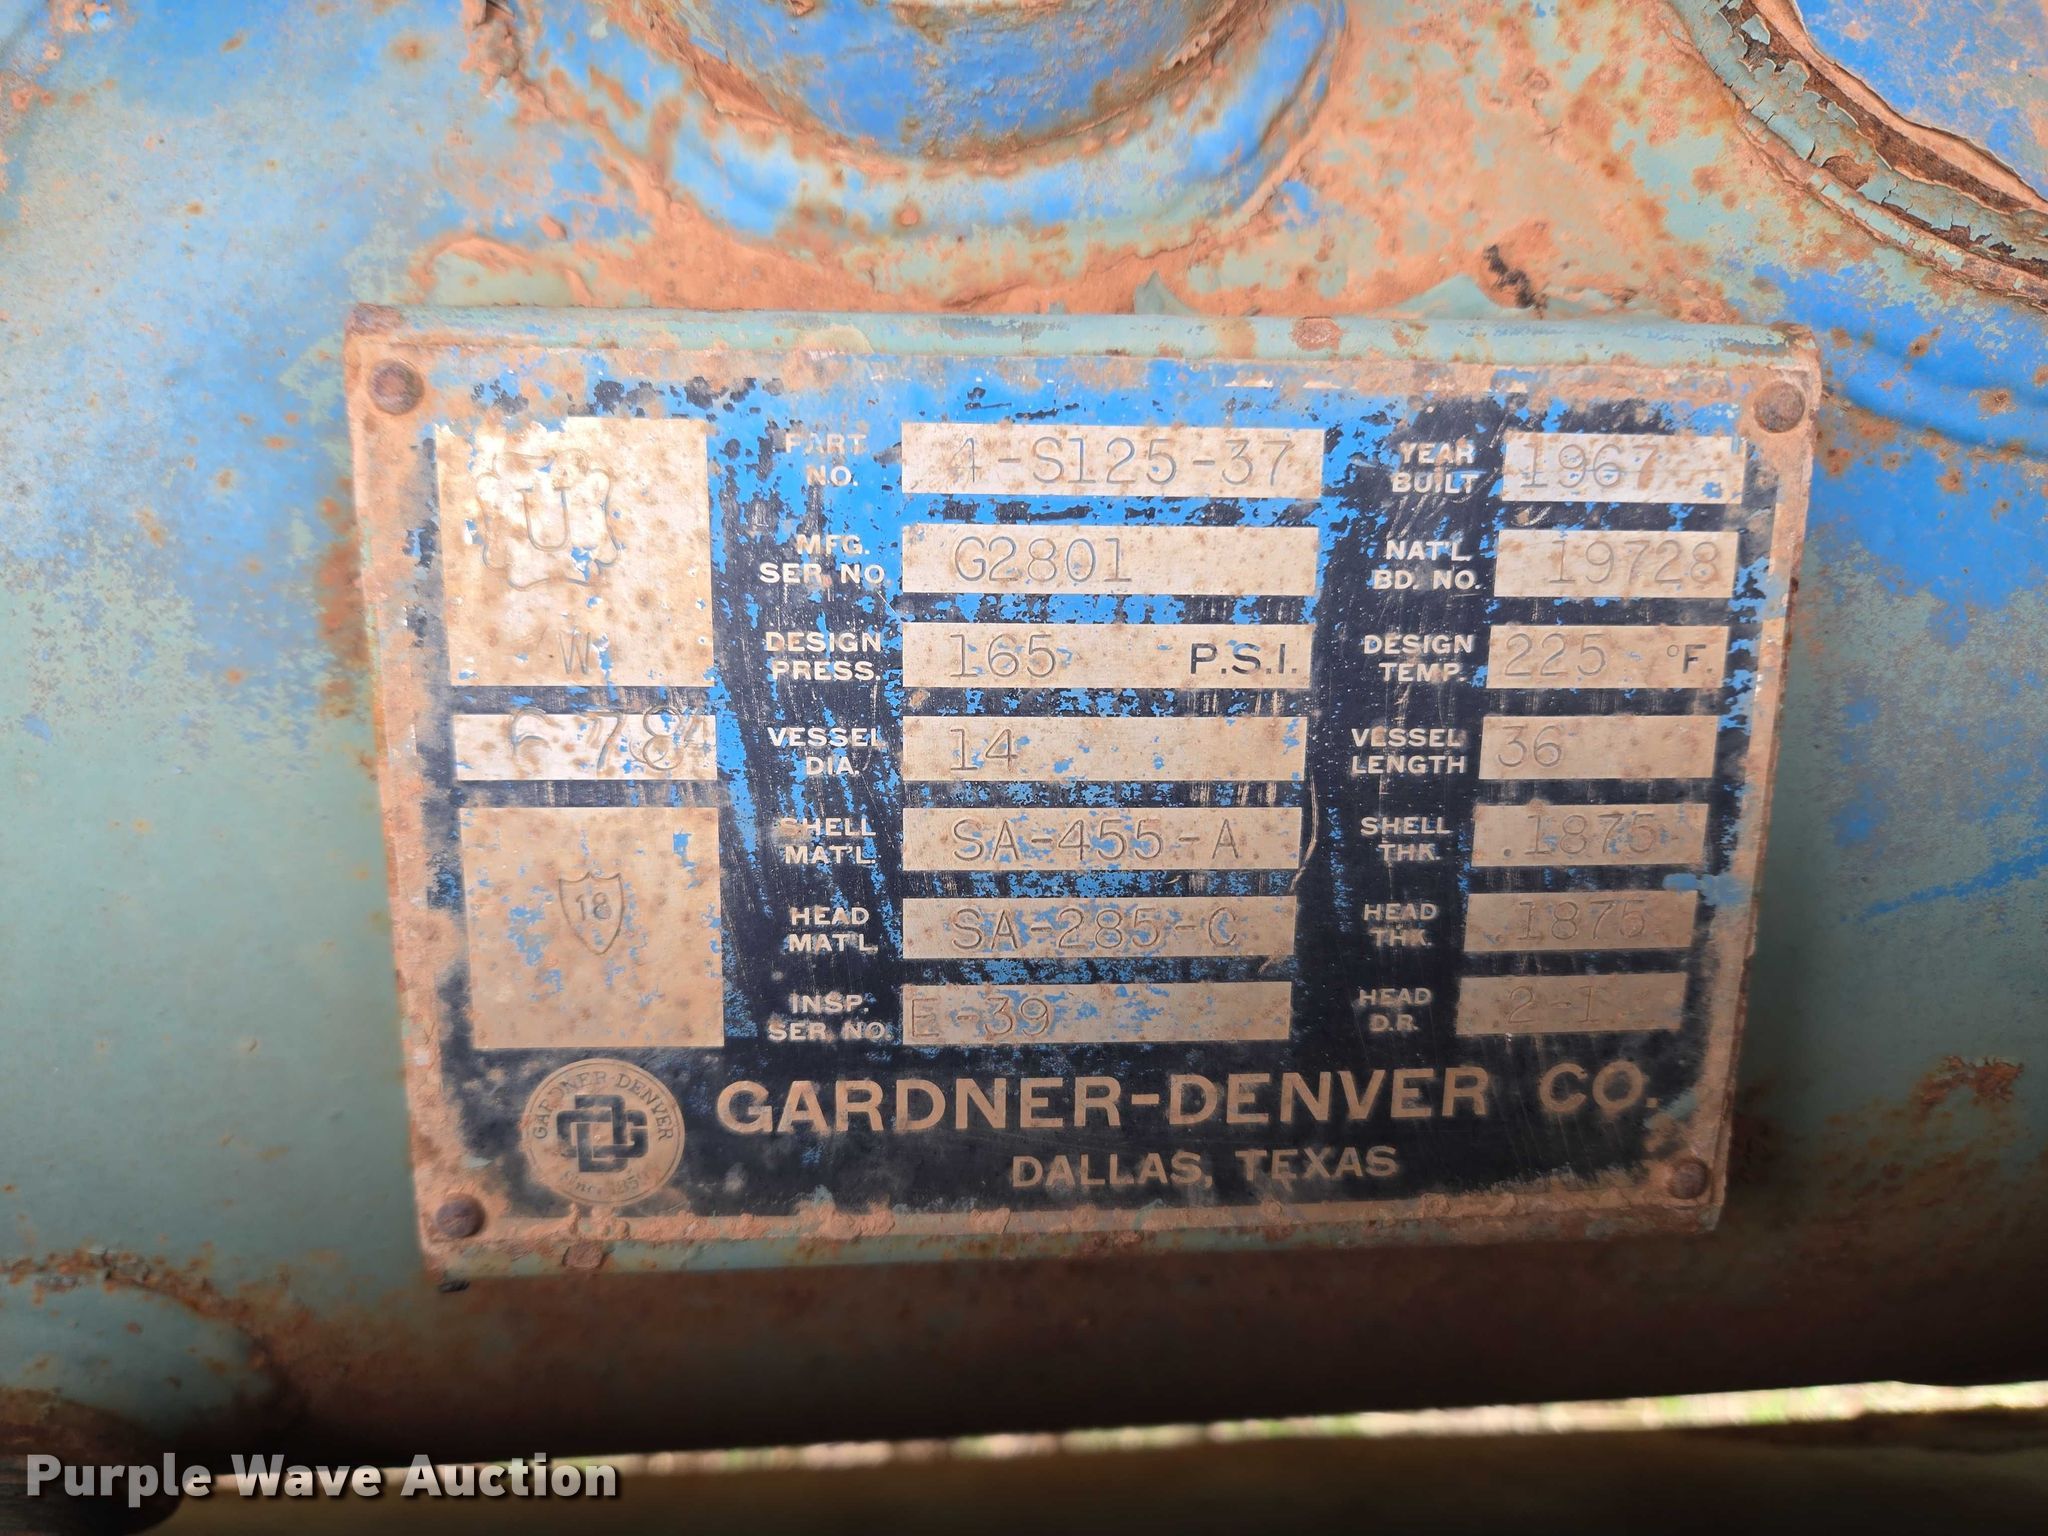 U
W
PART NO. 4-S125-37
YEAR BUILT 1967
MFG. SER. NO. G2801
NAT'L. BD. NO. 19728
DESIGN PRESS. 165 P.S.I.
DESIGN TEMP. 225 °F.
VESSEL DIA. 14
VESSEL LENGTH 36
SHELL MAT'L. SA-455-A
SHELL THK. .1875
18
HEAD MAT'L. SA-285-C
HEAD THK. .1875
INSP. SER. NO. E-39
HEAD D.R. 2-1
GARDNER-DENVER
GARDNER-DENVER CO.
DALLAS, TEXAS
Purple Wave Auction